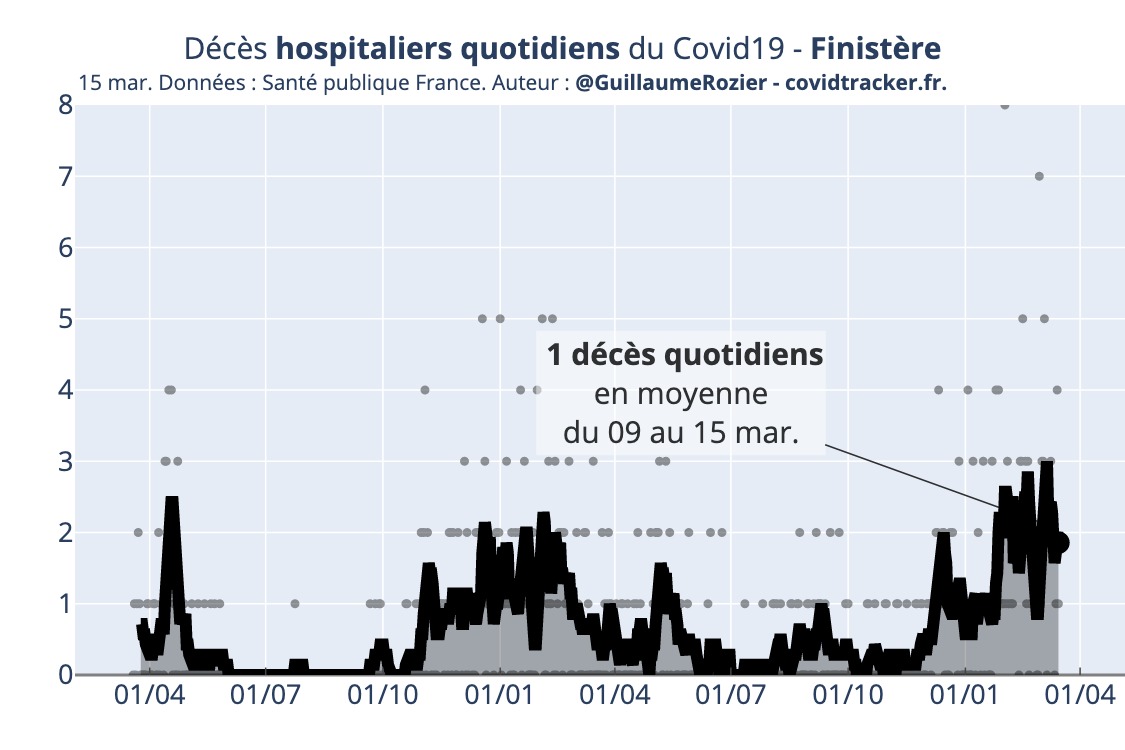 Décès hospitaliers quotidiens du Covid19 - Finistère
15 mar. Données : Santé publique France. Auteur : @GuillaumeRozier - covidtracker.fr.
8
7
6
5
4
3
2
1
0
1 décès quotidiens
en moyenne
du 09 au 15 mar.
01/04 01/07 01/10 01/01 01/04 01/07 01/10 01/01 01/04